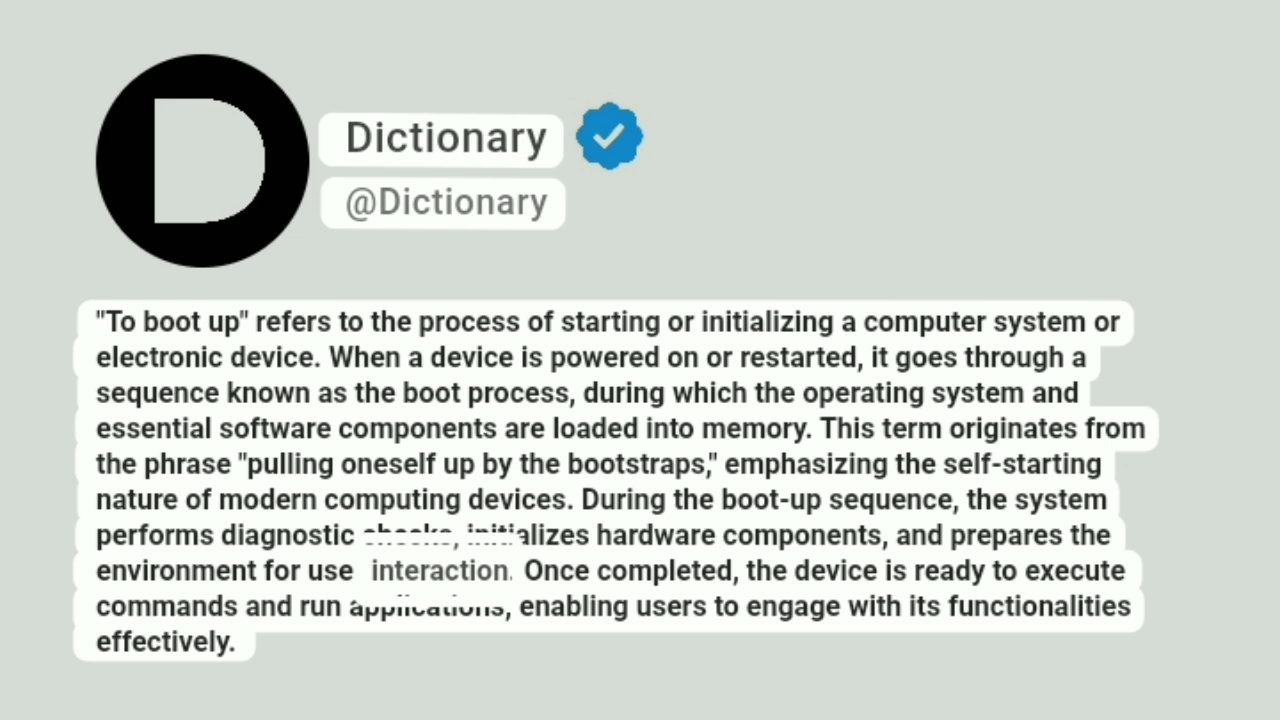 D
Dictionary
@Dictionary
"To boot up" refers to the process of starting or initializing a computer system or
electronic device. When a device is powered on or restarted, it goes through a
sequence known as the boot process, during which the operating system and
essential software components are loaded into memory. This term originates from
the phrase "pulling oneself up by the bootstraps," emphasizing the self-starting
nature of modern computing devices. During the boot-up sequence, the system
performs diagnostic checks, initializes hardware components, and prepares the
environment for use interaction. Once completed, the device is ready to execute
commands and run applications, enabling users to engage with its functionalities
effectively.